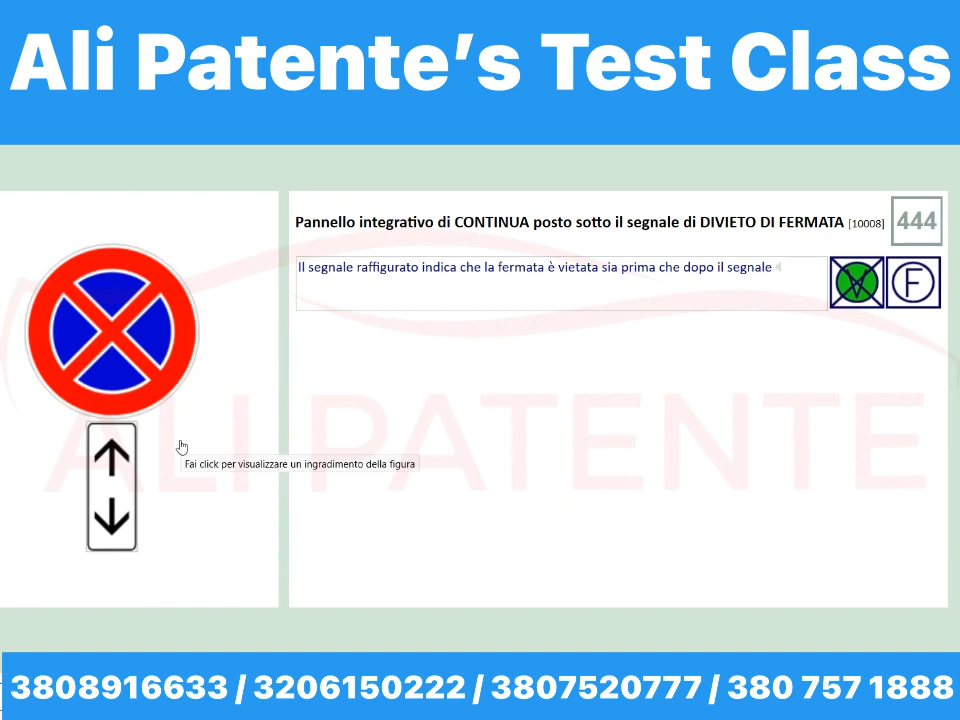 Ali Patente's Test Class
Pannello integrativo di CONTINUA posto sotto il segnale di DIVIETO DI FERMATA [10008]
444
Il segnale raffigurato indica che la fermata è vietata sia prima che dopo il segnale
V
F
ALI PATENTE
Fai click per visualizzare un ingradimento della figura
3808916633 / 3206150222 / 3807520777 / 380 757 1888